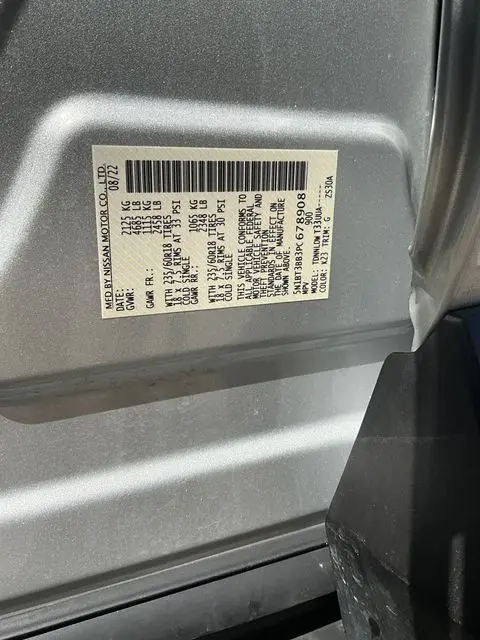 MFD BY NISSAN MOTOR CO., LTD.
DATE: 08/22
GVWR: 2125 KG
4685 LB
GAWR FR.: 1115 KG
2458 LB
WITH 235/60R18 TIRES
18 X 7.5 RIMS AT 33 PSI
COLD SINGLE
GAWR RR.: 1065 KG
2348 LB
WITH 235/60R18 TIRES
18 X 7.5 RIMS AT 30 PSI
COLD SINGLE
THIS VEHICLE CONFORMS TO
ALL APPLICABLE FEDERAL
MOTOR VEHICLE SAFETY AND
THEFT PREVENTION
STANDARDS IN EFFECT ON
THE DATE OF MANUFACTURE
SHOWN ABOVE.
5N1BT3BB3PC678908
MPV 900
MODEL: TDNNLDW T33UUA-----
COLOR: K23 TRIM: G ZS30A